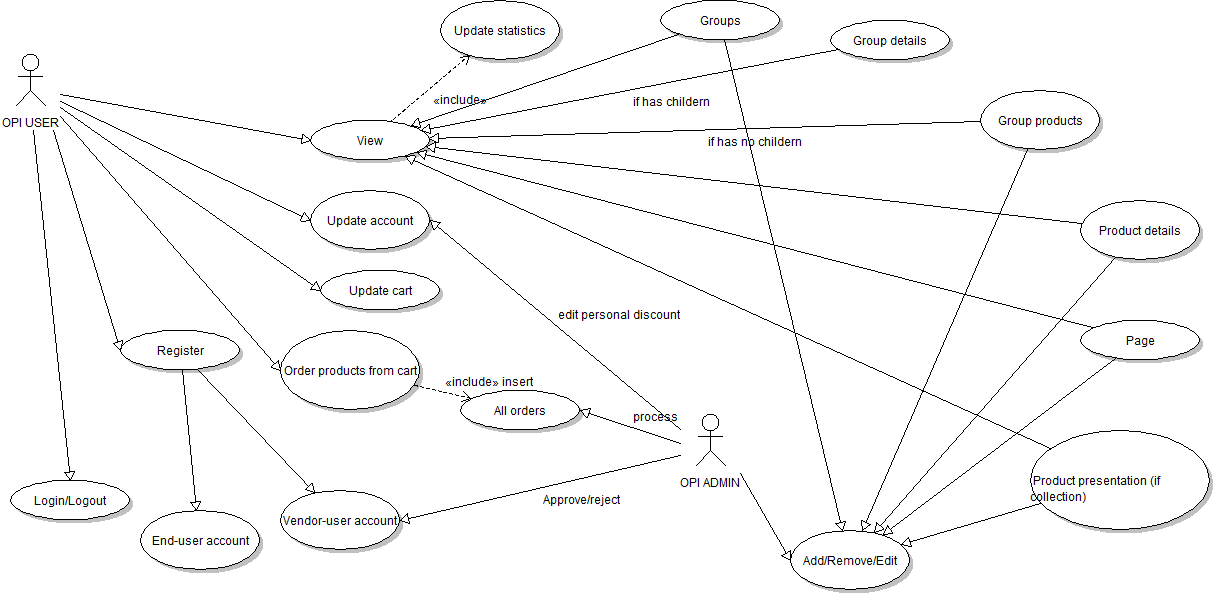 Groups
Update statistics
Group details
«include»
if has childern
OPI USER
Group products
View
if has no childern
Update account
Product details
Update cart
edit personal discount
Page
Register
Order products from cart
«include» insert
All orders
process
OPI ADMIN
Product presentation (if
collection)
Login/Logout
Approve/reject
Vendor-user account
End-user account
Add/Remove/Edit